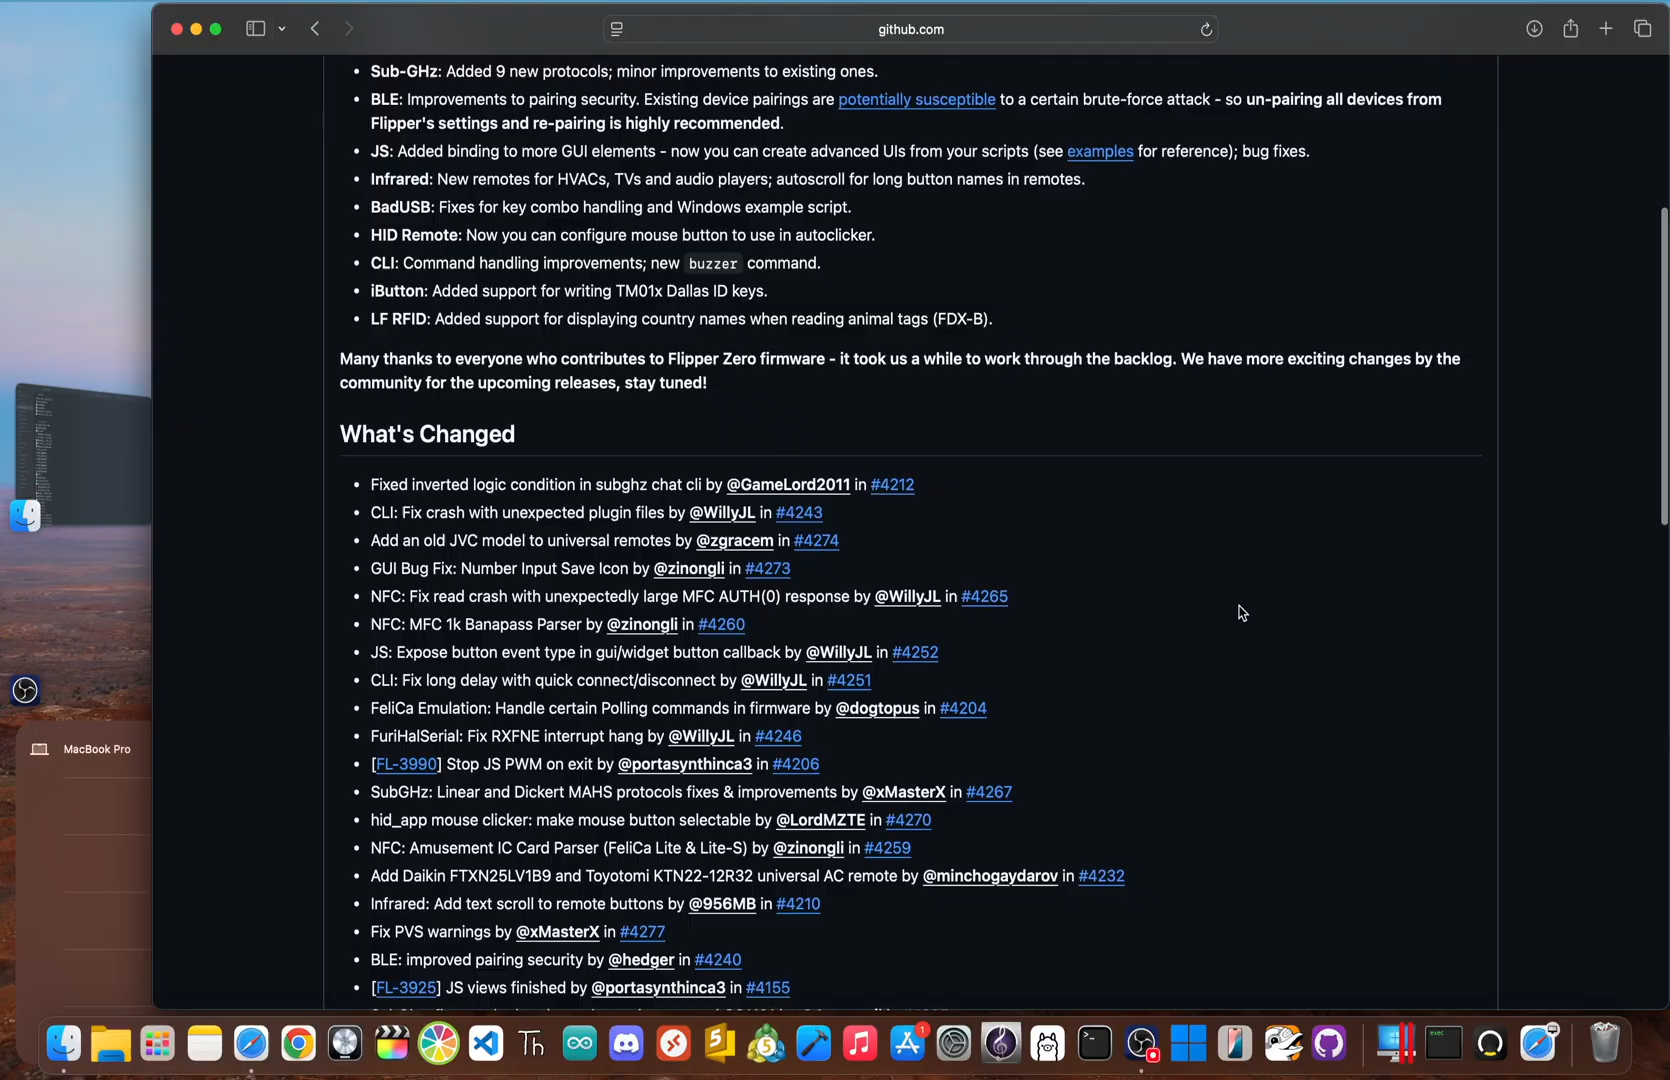 github.com
• Sub-GHz: Added 9 new protocols; minor improvements to existing ones.
• BLE: Improvements to pairing security. Existing device pairings are potentially susceptible to a certain brute-force attack - so un-pairing all devices from
Flipper's settings and re-pairing is highly recommended.
• JS: Added binding to more GUI elements - now you can create advanced UIs from your scripts (see examples for reference); bug fixes.
• Infrared: New remotes for HVACs, TVs and audio players; autoscroll for long button names in remotes.
• BadUSB: Fixes for key combo handling and Windows example script.
• HID Remote: Now you can configure mouse button to use in autoclicker.
• CLI: Command handling improvements; new buzzer command.
• iButton: Added support for writing TM01x Dallas ID keys.
• LF RFID: Added support for displaying country names when reading animal tags (FDX-B).
Many thanks to everyone who contributes to Flipper Zero firmware - it took us a while to work through the backlog. We have more exciting changes by the
community for the upcoming releases, stay tuned!
What's Changed
• Fixed inverted logic condition in subghz chat cli by @GameLord2011 in #4212
• CLI: Fix crash with unexpected plugin files by @WillyJL in #4243
• Add an old JVC model to universal remotes by @zgracem in #4274
• GUI Bug Fix: Number Input Save Icon by @zinongli in #4273
• NFC: Fix read crash with unexpectedly large MFC AUTH(0) response by @WillyJL in #4265
• NFC: MFC 1k Banapass Parser by @zinongli in #4260
• JS: Expose button event type in gui/widget button callback by @WillyJL in #4252
• CLI: Fix long delay with quick connect/disconnect by @WillyJL in #4251
• FeliCa Emulation: Handle certain Polling commands in firmware by @dogtopus in #4204
• FuriHalSerial: Fix RXFNE interrupt hang by @WillyJL in #4246
• [FL-3990] Stop JS PWM on exit by @portasynthinca3 in #4206
• SubGHz: Linear and Dickert MAHS protocols fixes & improvements by @xMasterX in #4267
• hid_app mouse clicker: make mouse button selectable by @LordMZTE in #4270
• NFC: Amusement IC Card Parser (FeliCa Lite & Lite-S) by @zinongli in #4259
• Add Daikin FTXN25LV1B9 and Toyotomi KTN22-12R32 universal AC remote by @minchogaydarov in #4232
• Infrared: Add text scroll to remote buttons by @956MB in #4210
• Fix PVS warnings by @xMasterX in #4277
• BLE: improved pairing security by @hedger in #4240
• [FL-3925] JS views finished by @portasynthinca3 in #4155
MacBook Pro
Th
5
5
1
exec